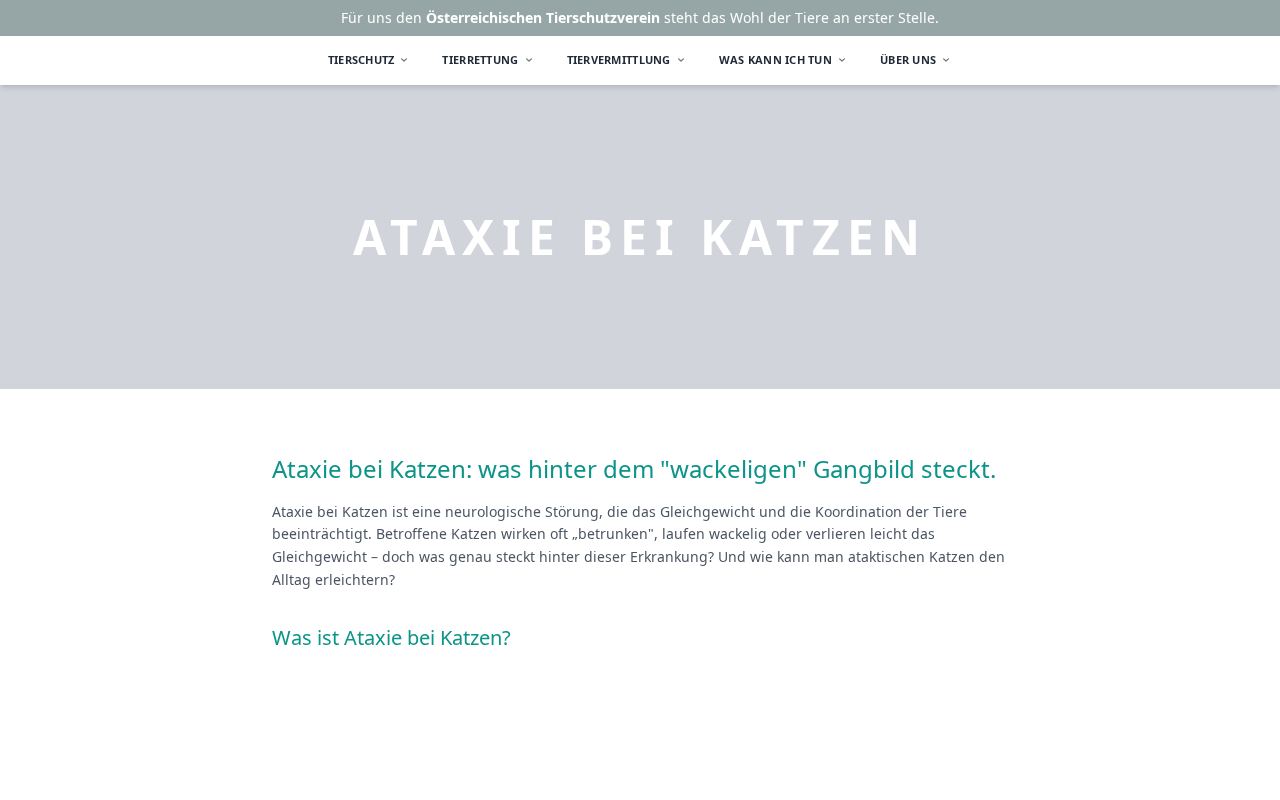 Für uns den Österreichischen Tierschutzverein steht das Wohl der Tiere an erster Stelle.
TIERSCHUTZ TIERRETTUNG TIERVERMITTLUNG WAS KANN ICH TUN ÜBER UNS
ATAXIE BEI KATZEN
Ataxie bei Katzen: was hinter dem "wackeligen" Gangbild steckt.
Ataxie bei Katzen ist eine neurologische Störung, die das Gleichgewicht und die Koordination der Tiere
beeinträchtigt. Betroffene Katzen wirken oft „betrunken", laufen wackelig oder verlieren leicht das
Gleichgewicht – doch was genau steckt hinter dieser Erkrankung? Und wie kann man ataktischen Katzen den
Alltag erleichtern?
Was ist Ataxie bei Katzen?